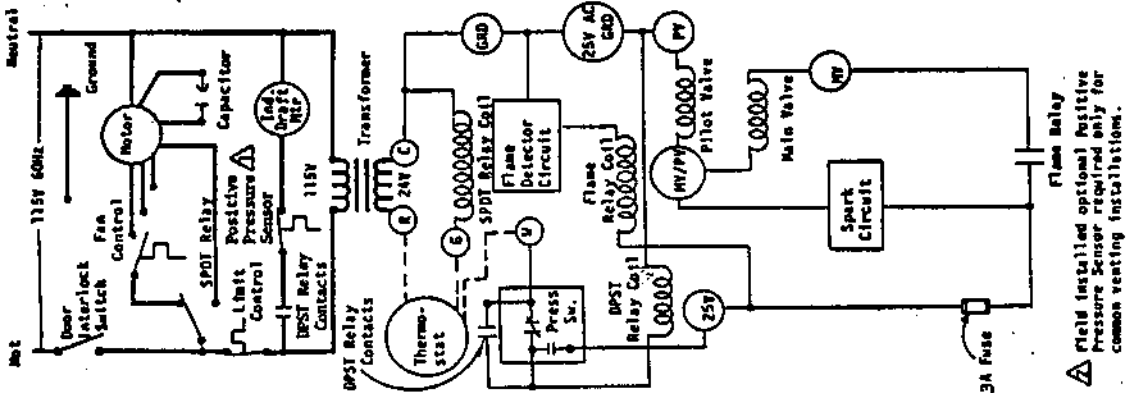 Neutral
Hot
115V 60Hz
Ground
Door
Interlock
Switch
Motor
Capacitor
Fan
Control
SPDT Relay
Ind.
Draft
Mtr
Positive
Pressure
Sensor
Limit
Control
DPST Relay
Contacts
115V
Transformer
24V
R
C
G
W
SPDT Relay Coil
GRD
DPST Relay
Contacts
Thermo-
stat
Press
Sw.
Flame
Detector
Circuit
25V AC
GRD
Flame
Relay Coil
DPST
Relay Coil
25V
PV
Pilot Valve
MV/PV
Main Valve
MV
Spark
Circuit
3A Fuse
Flame Relay
Field installed optional Positive
Pressure Sensor required only for
common venting installations.